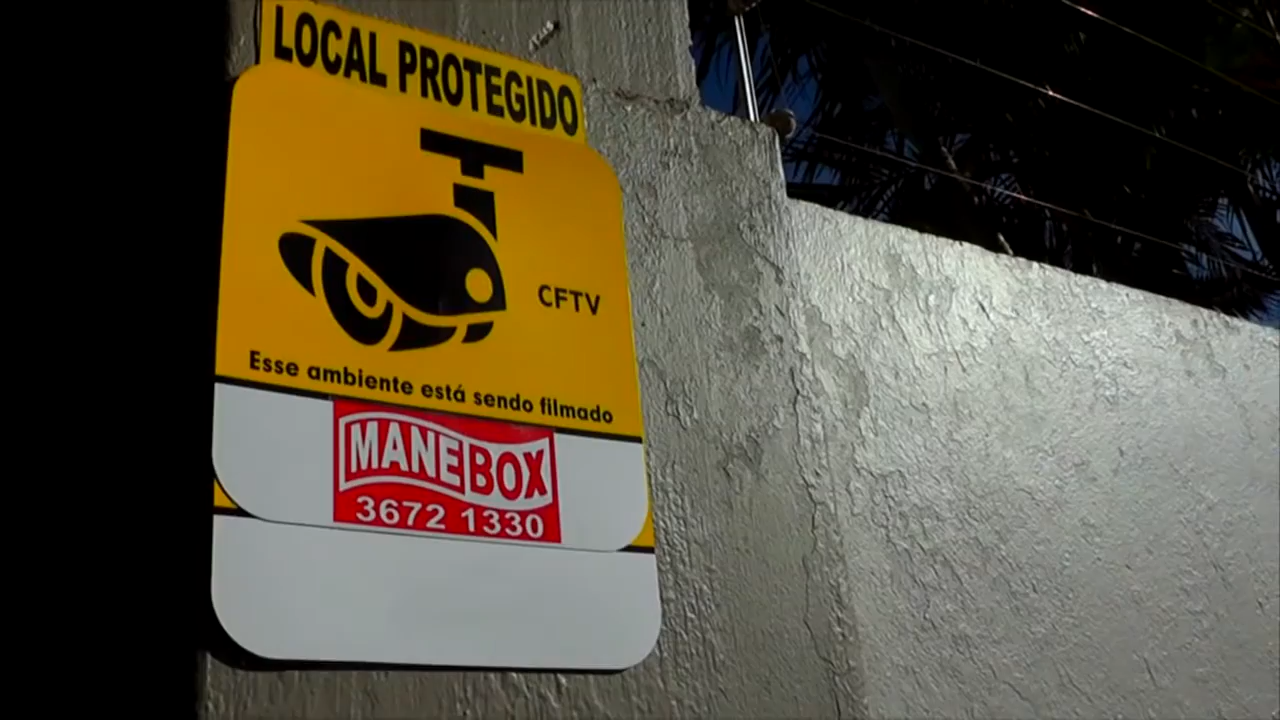 LOCAL PROTEGIDO
CFTV
Esse ambiente está sendo filmado
MANEBOX
3672 1330